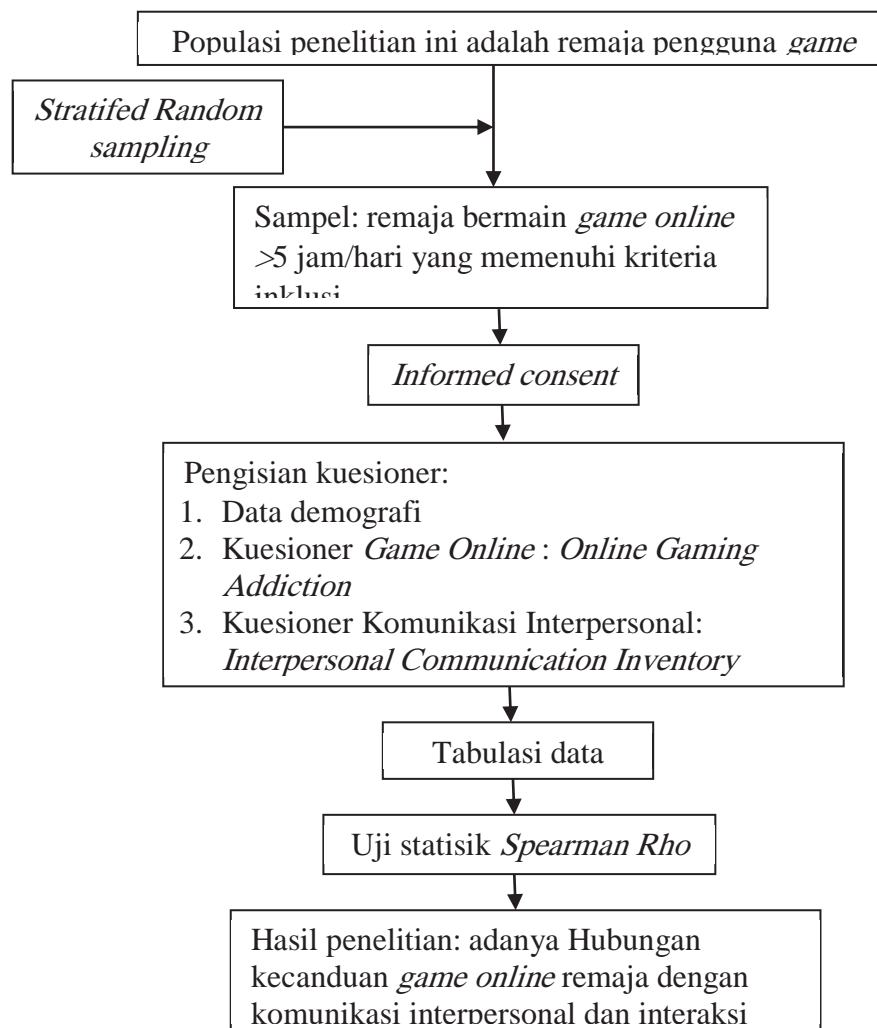 Populasi penelitian ini adalah remaja pengguna game
Stratifed Random
sampling
Sampel: remaja bermain game online
>5 jam/hari yang memenuhi kriteria
inklusi
Informed consent
Pengisian kuesioner:
1. Data demografi
2. Kuesioner Game Online : Online Gaming
Addiction
3. Kuesioner Komunikasi Interpersonal:
Interpersonal Communication Inventory
Tabulasi data
Uji statisik Spearman Rho
Hasil penelitian: adanya Hubungan
kecanduan game online remaja dengan
komunikasi interpersonal dan interaksi